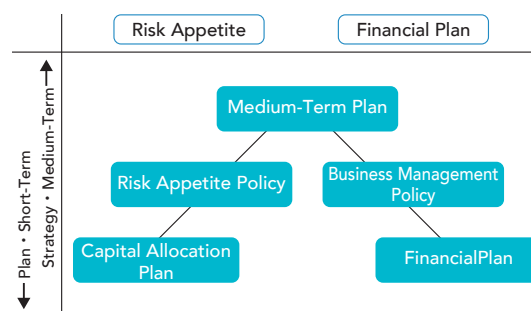 Risk Appetite
Financial Plan
Strategy・Medium-Term
Plan・Short-Term
Medium-Term Plan
Risk Appetite Policy
Business Management
Policy
Capital Allocation
Plan
FinancialPlan